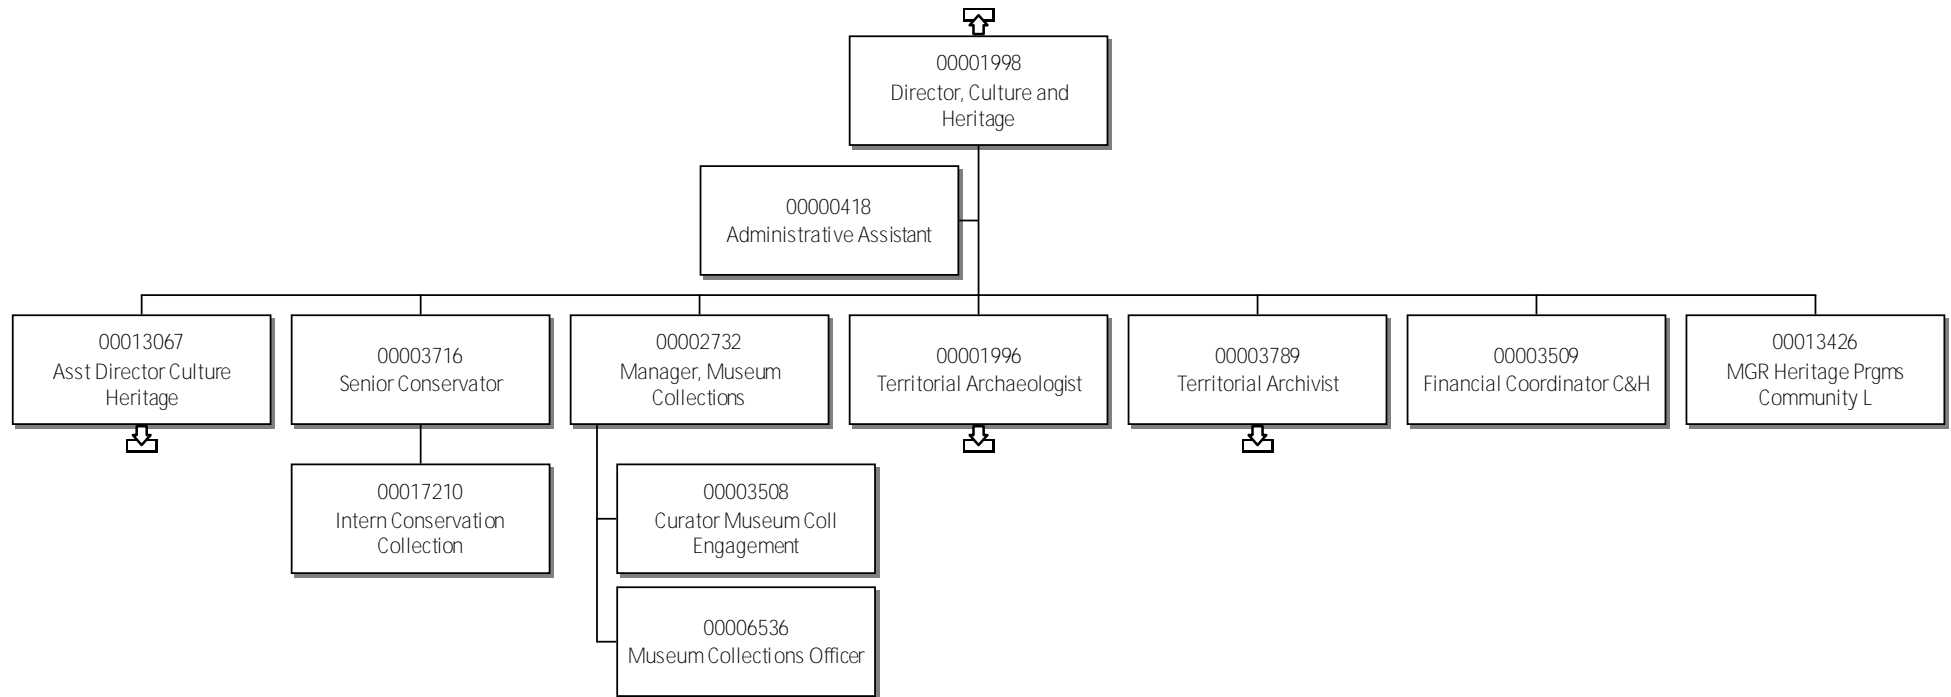 00001998
Director, Culture and
Heritage
00000418
Administrative Assistant
00013067
Asst Director Culture
Heritage
00003716
Senior Conservator
00002732
Manager, Museum
Collections
00001996
Territorial Archaeologist
00003789
Territorial Archivist
00003509
Financial Coordinator C&H
00013426
MGR Heritage Prgms
Community L
00017210
Intern Conservation
Collection
00003508
Curator Museum Coll
Engagement
00006536
Museum Collections Officer